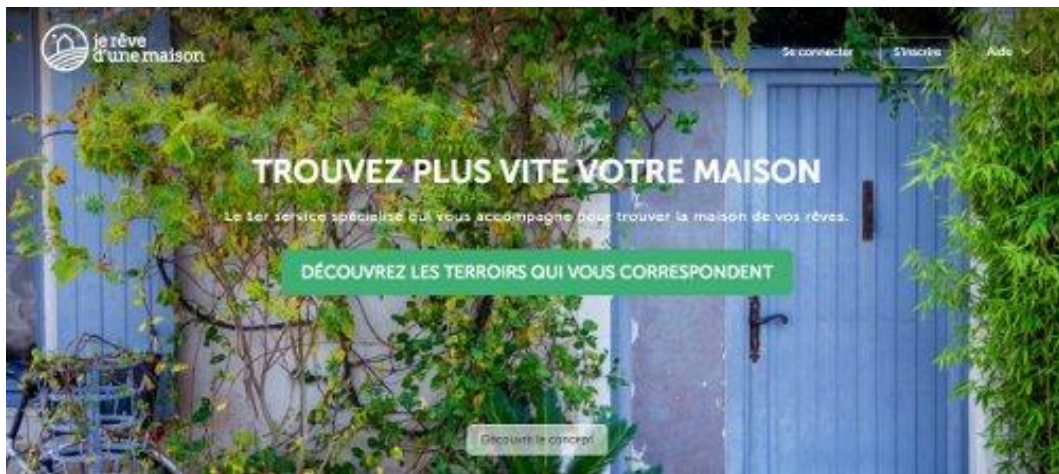 je rêve
d'une maison
Se connecter
S'inscrire
Aide
TROUVEZ PLUS VITE VOTRE MAISON
Le 1er service spécialisé qui vous accompagne pour trouver la maison de vos rêves.
DÉCOUVREZ LES TERROIRS QUI VOUS CORRESPONDENT
Découvrir le concept